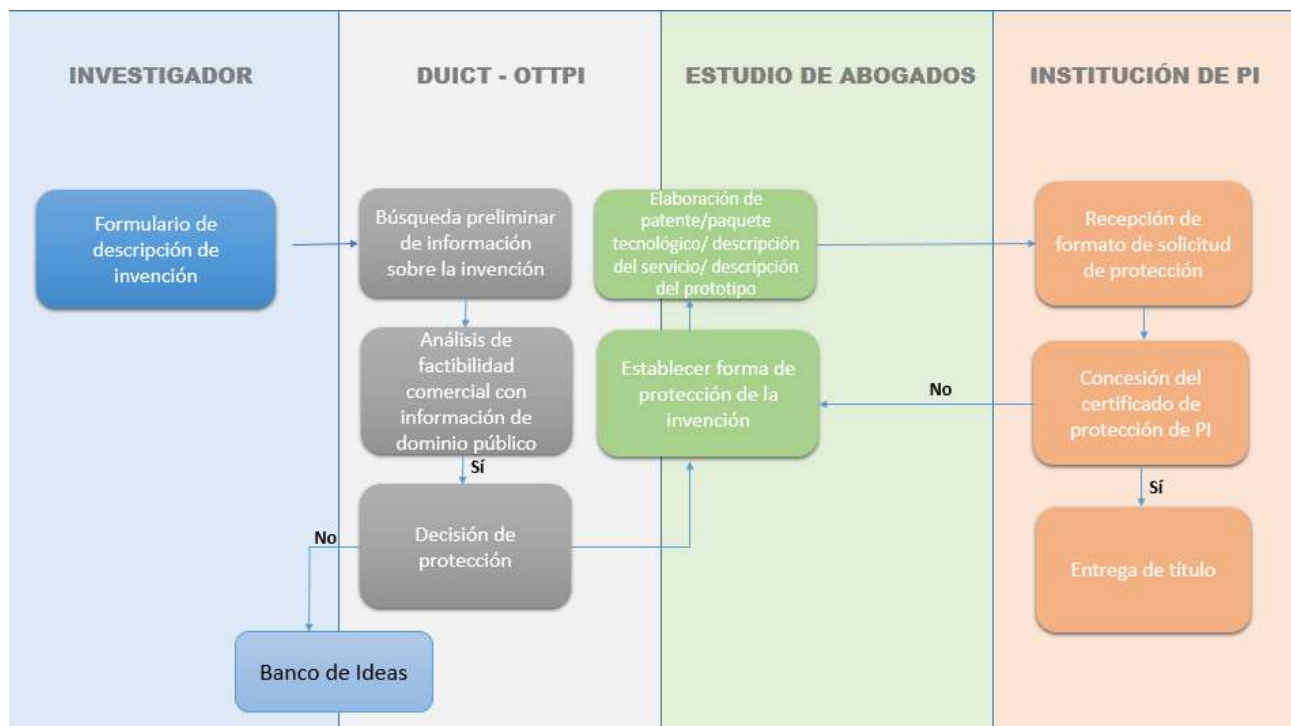 INVESTIGADOR
DUICT - OTTPI
ESTUDIO DE ABOGADOS
INSTITUCIÓN DE PI
Formulario de
descripción de
invención
Búsqueda preliminar
de información
sobre la invención
Elaboración de
patente/paquete
tecnológico/ descripción
del servicio/ descripción
del prototipo
Recepción de
formato de solicitud
de protección
Análisis de
factibilidad
comercial con
información de
dominio público
Establecer forma de
protección de la
invención
No
Concesión del
certificado de
protección de PI
Sí
Sí
No
Decisión de
protección
Entrega de título
Banco de Ideas